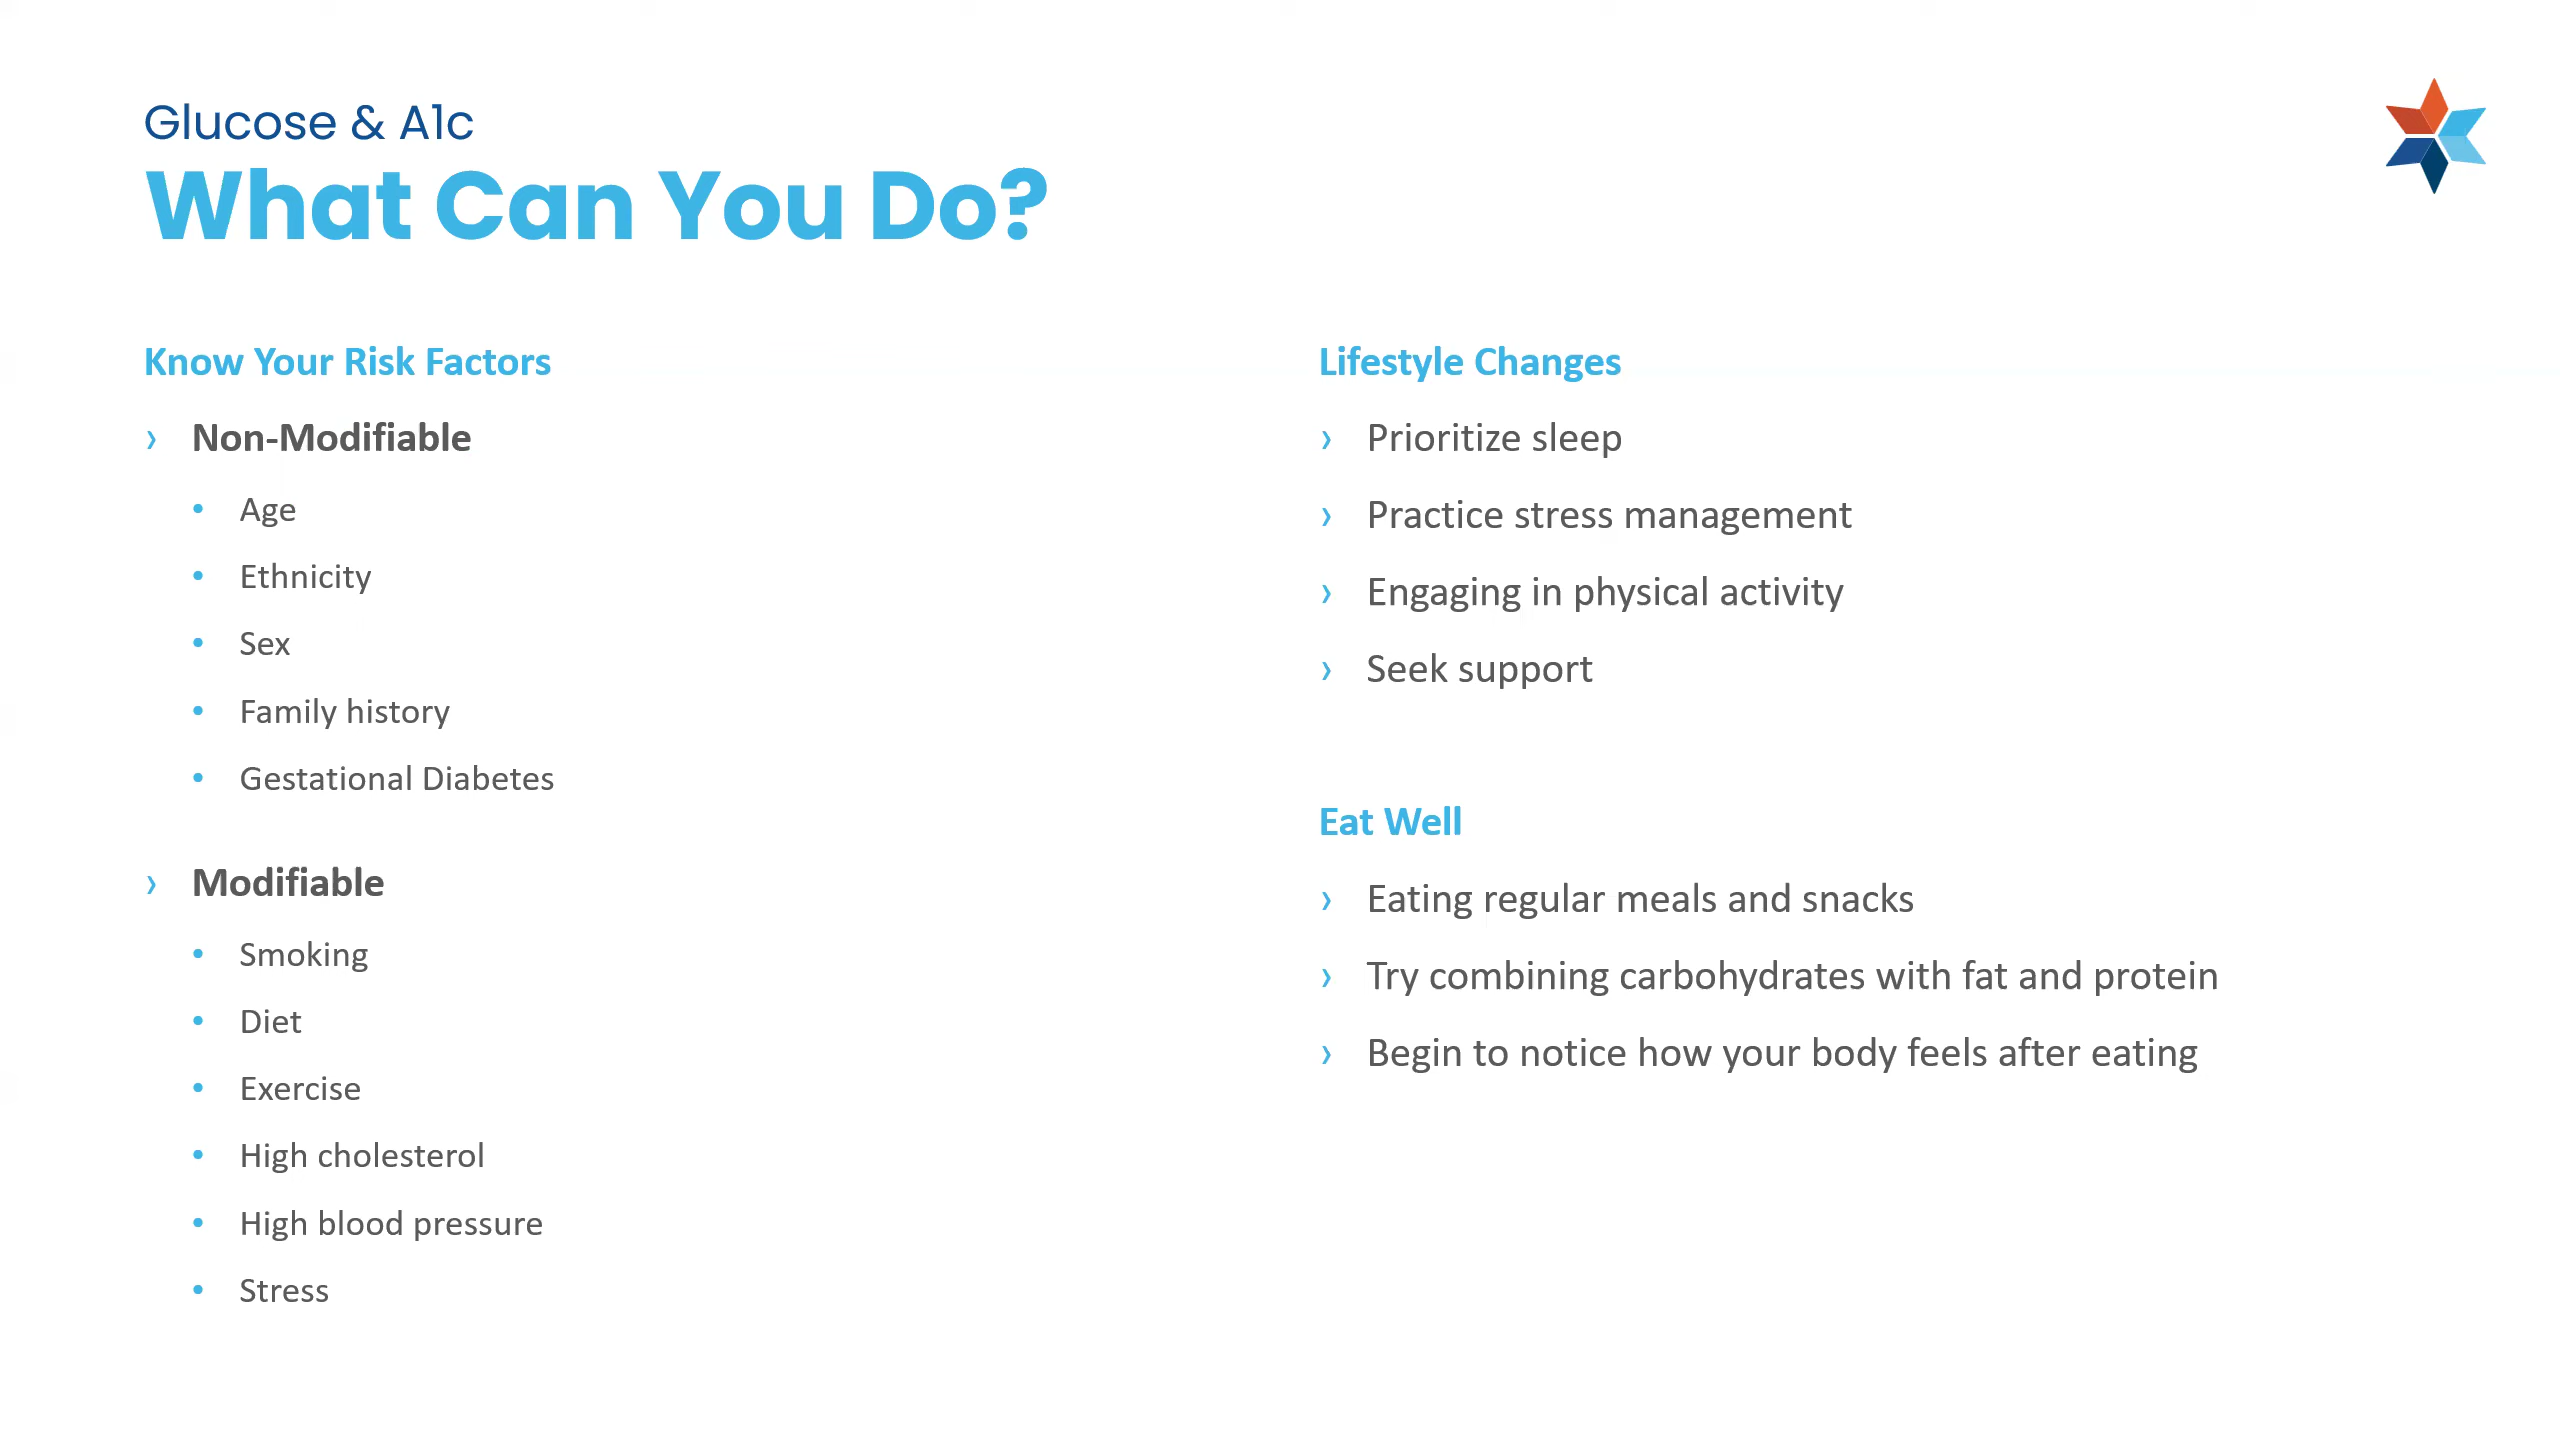 Glucose & A1c
What Can You Do?
Know Your Risk Factors
› Non-Modifiable
• Age
• Ethnicity
• Sex
• Family history
• Gestational Diabetes
› Modifiable
• Smoking
• Diet
• Exercise
• High cholesterol
• High blood pressure
• Stress
Lifestyle Changes
› Prioritize sleep
› Practice stress management
› Engaging in physical activity
› Seek support
Eat Well
› Eating regular meals and snacks
› Try combining carbohydrates with fat and protein
› Begin to notice how your body feels after eating